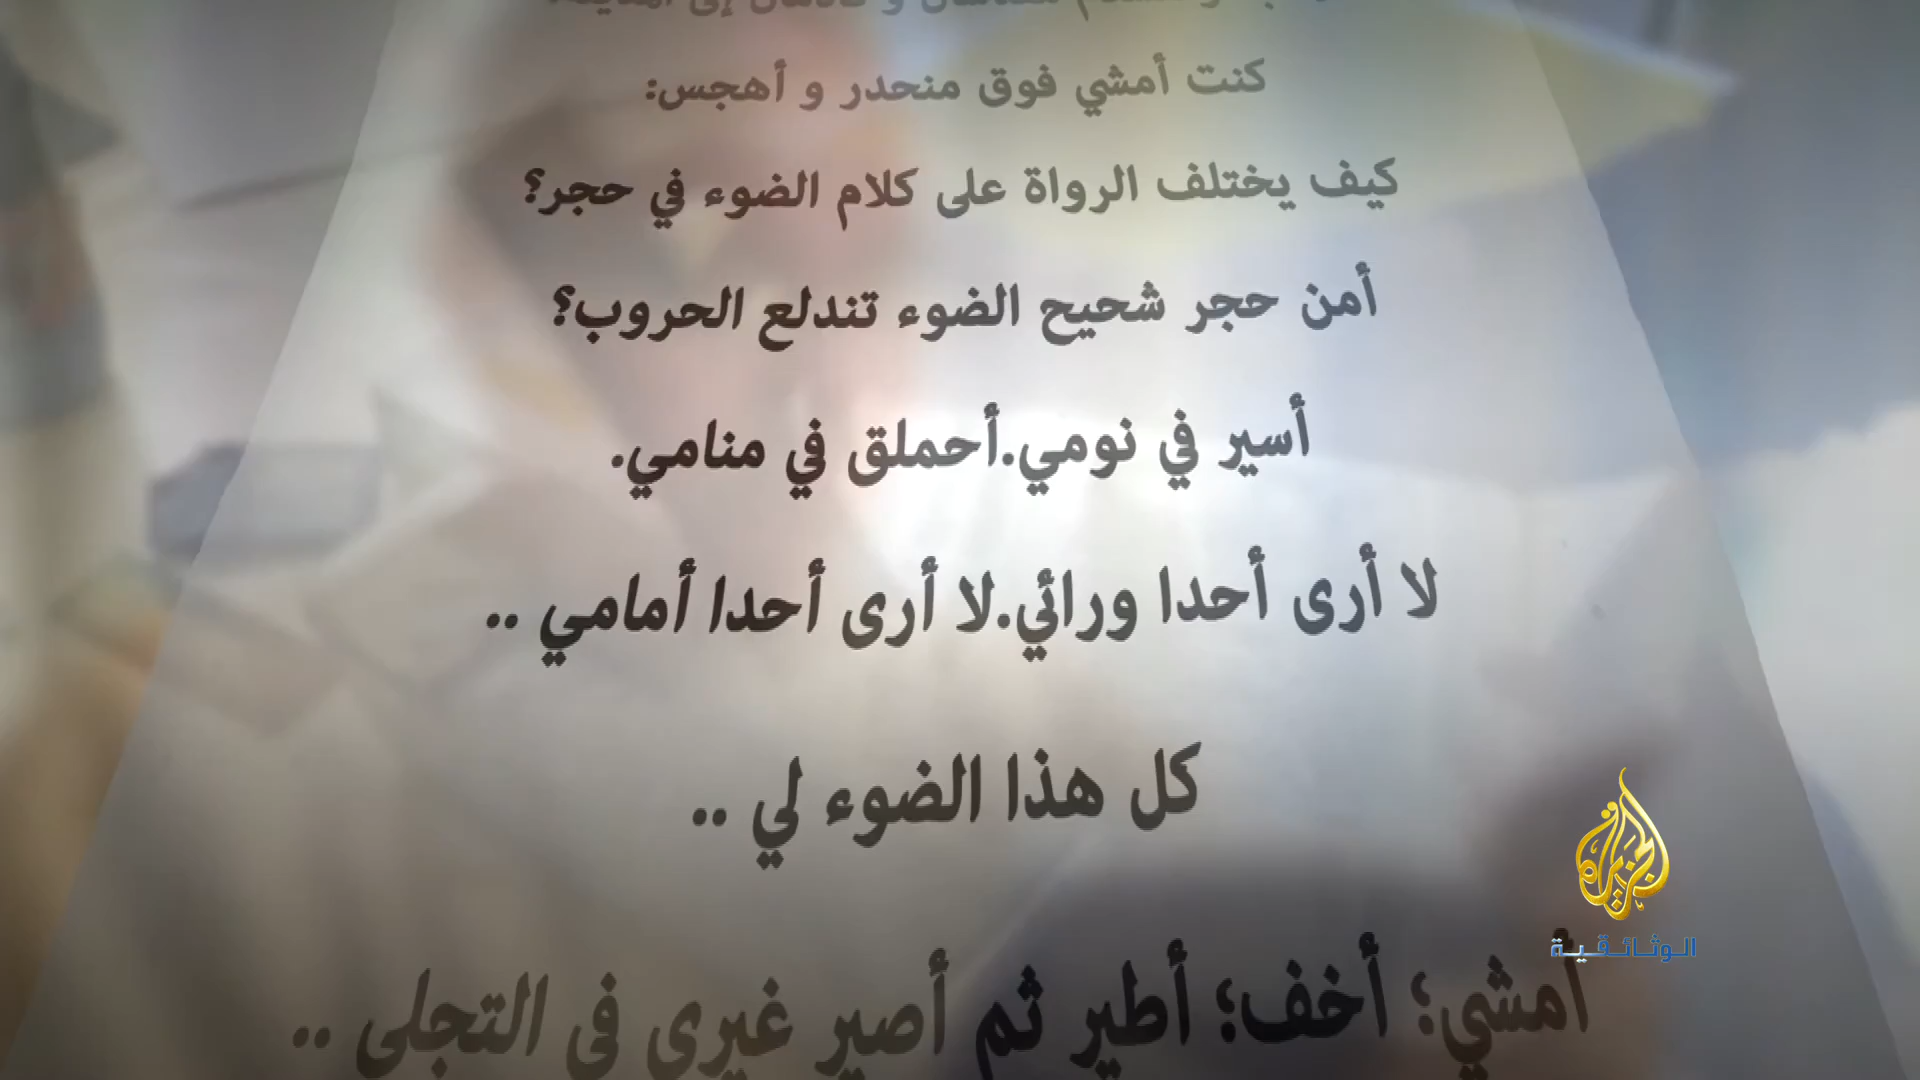 كنت أمشي فوق منحدر و أهجس:
كيف يختلف الرواة على كلام الضوء في حجر؟
أمن حجر شحيح الضوء تندلع الحروب؟
أسير في نومي.أحملق في منامي.
لا أرى أحدا ورائي.لا أرى أحدا أمامي ..
كل هذا الضوء لي ..
أمشي؛ أخف؛ أطير ثم أصير غيري في التجلي ..
الجزيرة
الوثائقية